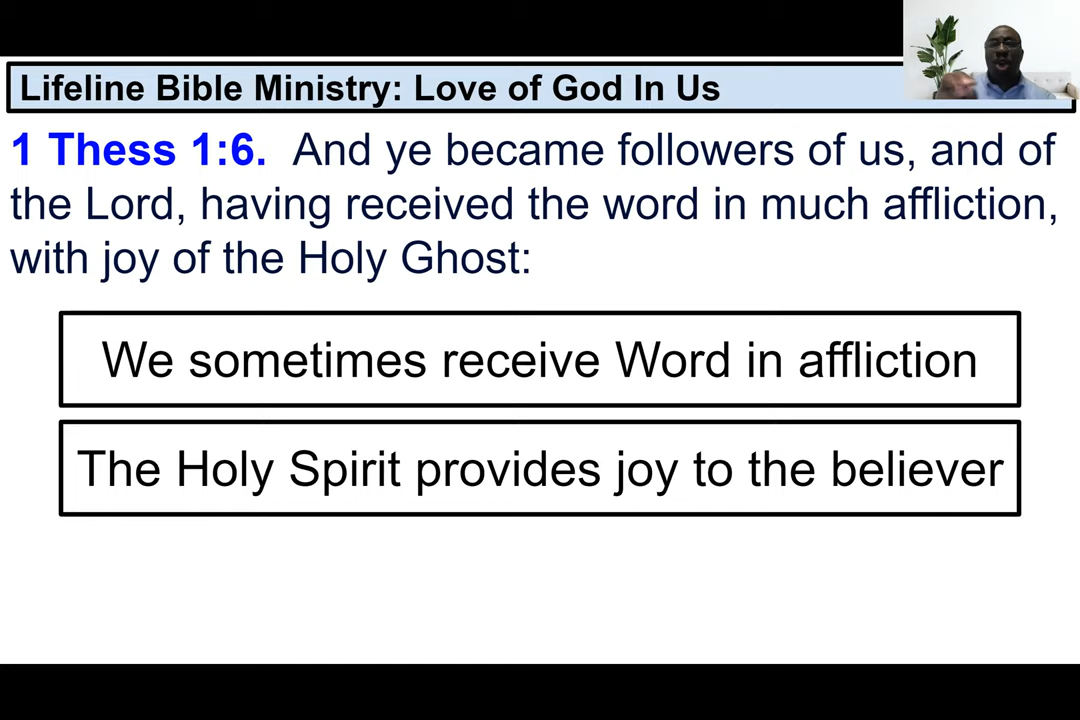 Lifeline Bible Ministry: Love of God In Us
1 Thess 1:6. And ye became followers of us, and of
the Lord, having received the word in much affliction,
with joy of the Holy Ghost:
We sometimes receive Word in affliction
The Holy Spirit provides joy to the believer